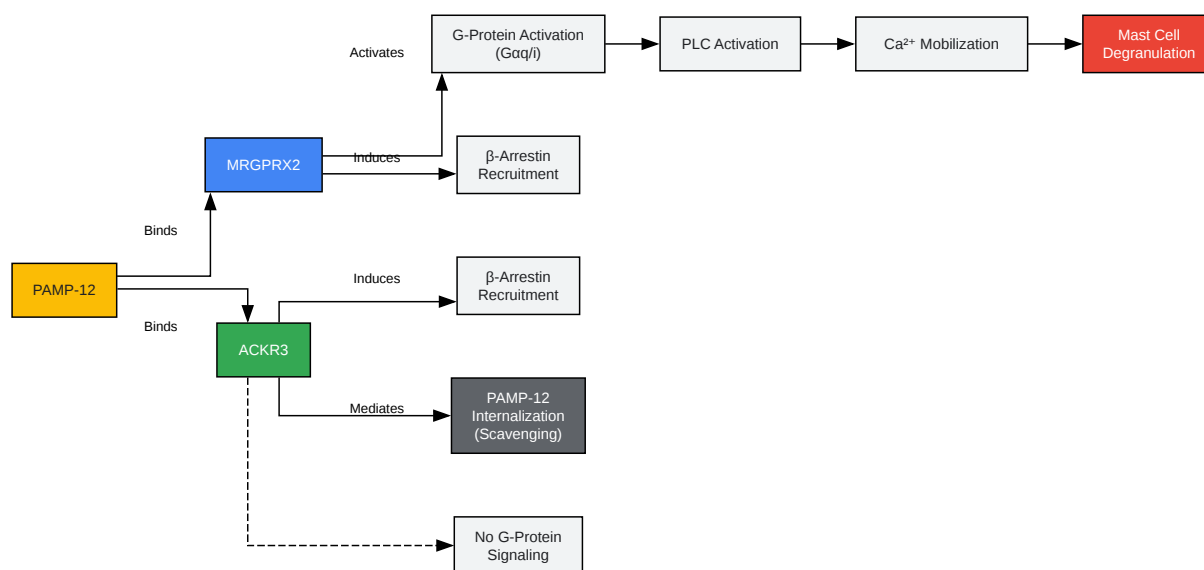 Activates
G-Protein Activation
(Gαq/i)
PLC Activation
Ca²⁺ Mobilization
Mast Cell
Degranulation
MRGPRX2
Induces
β-Arrestin
Recruitment
Binds
PAMP-12
Binds
Induces
β-Arrestin
Recruitment
ACKR3
Mediates
PAMP-12
Internalization
(Scavenging)
No G-Protein
Signaling